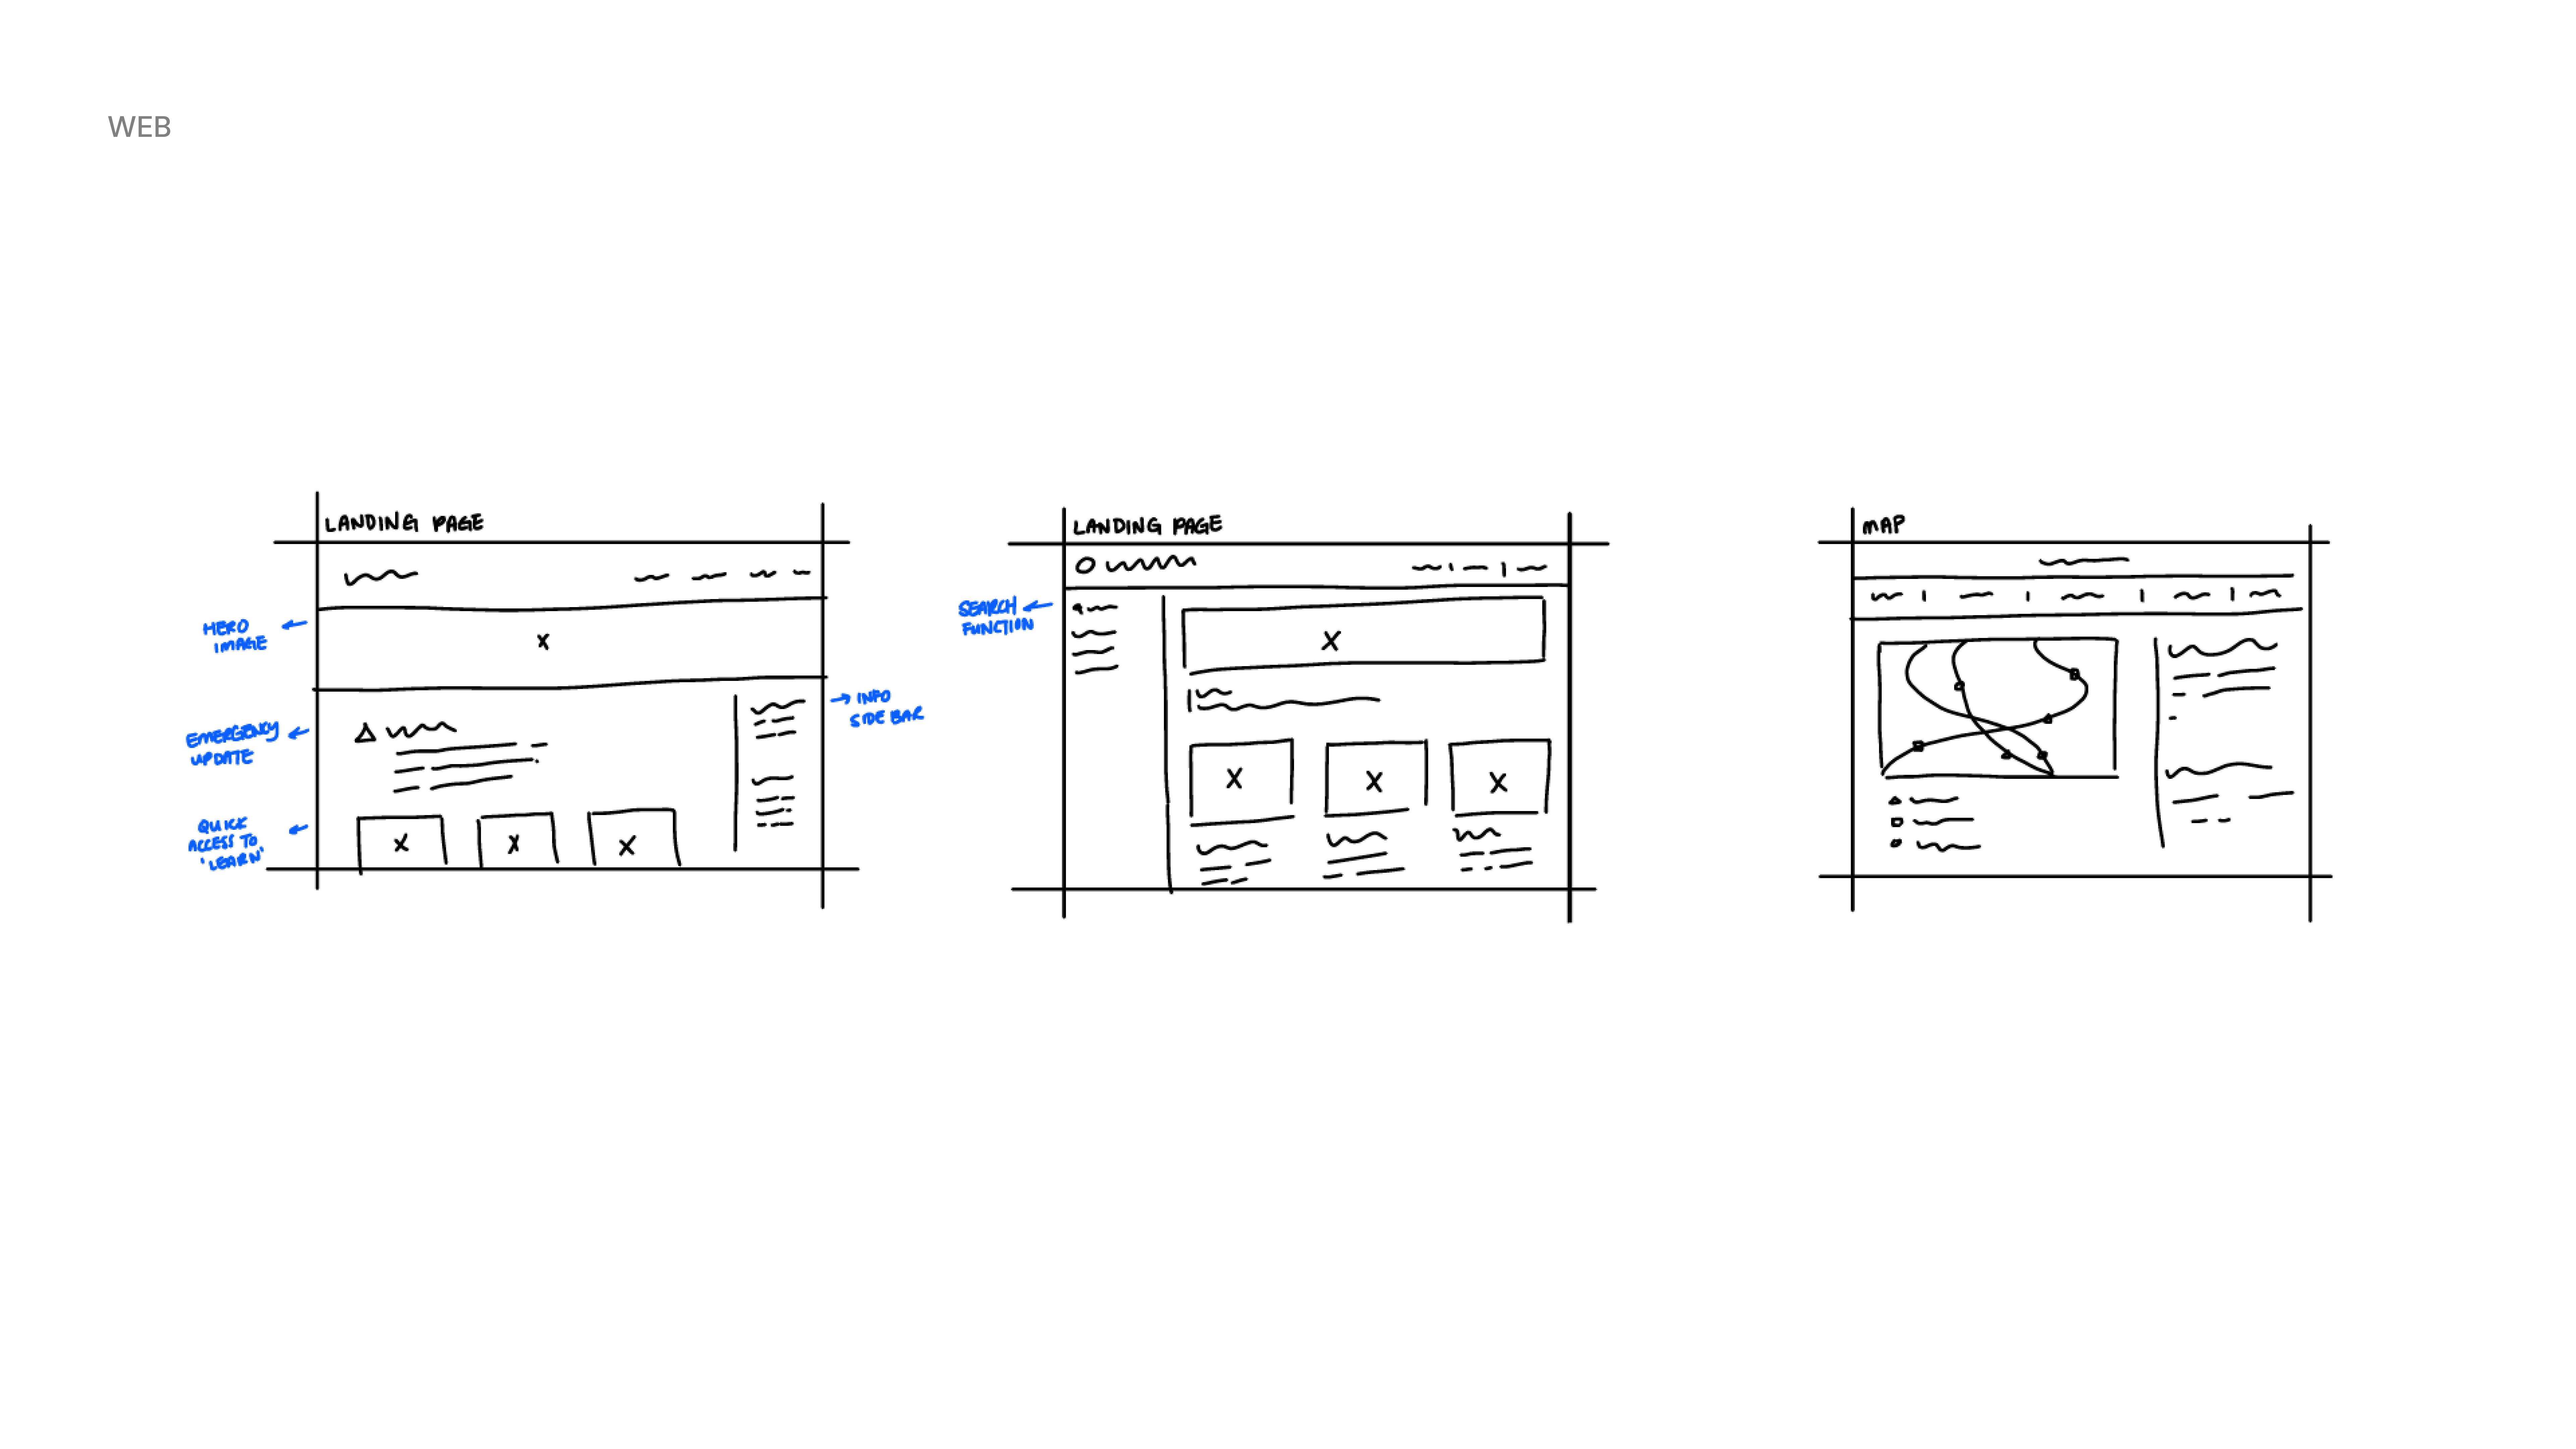 WEB
LANDING PAGE
HERO
IMAGE
EMERGENCY
UPDATE
QUICK
ACCESS TO
'LEARN'
INFO
SIDE BAR
LANDING PAGE
SEARCH
FUNCTION
MAP